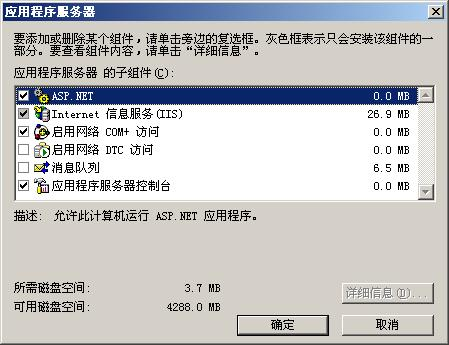 应用程序服务器
要添加或删除某个组件，请单击旁边的复选框。灰色框表示只会安装该组件的一
部分。要查看组件内容，请单击“详细信息”。
应用程序服务器 的子组件(C):
ASP.NET 0.0 MB
Internet 信息服务(IIS) 26.9 MB
启用网络 COM+ 访问 0.0 MB
启用网络 DTC 访问 0.0 MB
消息队列 6.5 MB
应用程序服务器控制台 0.0 MB
描述: 允许此计算机运行 ASP.NET 应用程序。
所需磁盘空间: 3.7 MB
详细信息(D)...
可用磁盘空间: 4288.0 MB
确定 取消